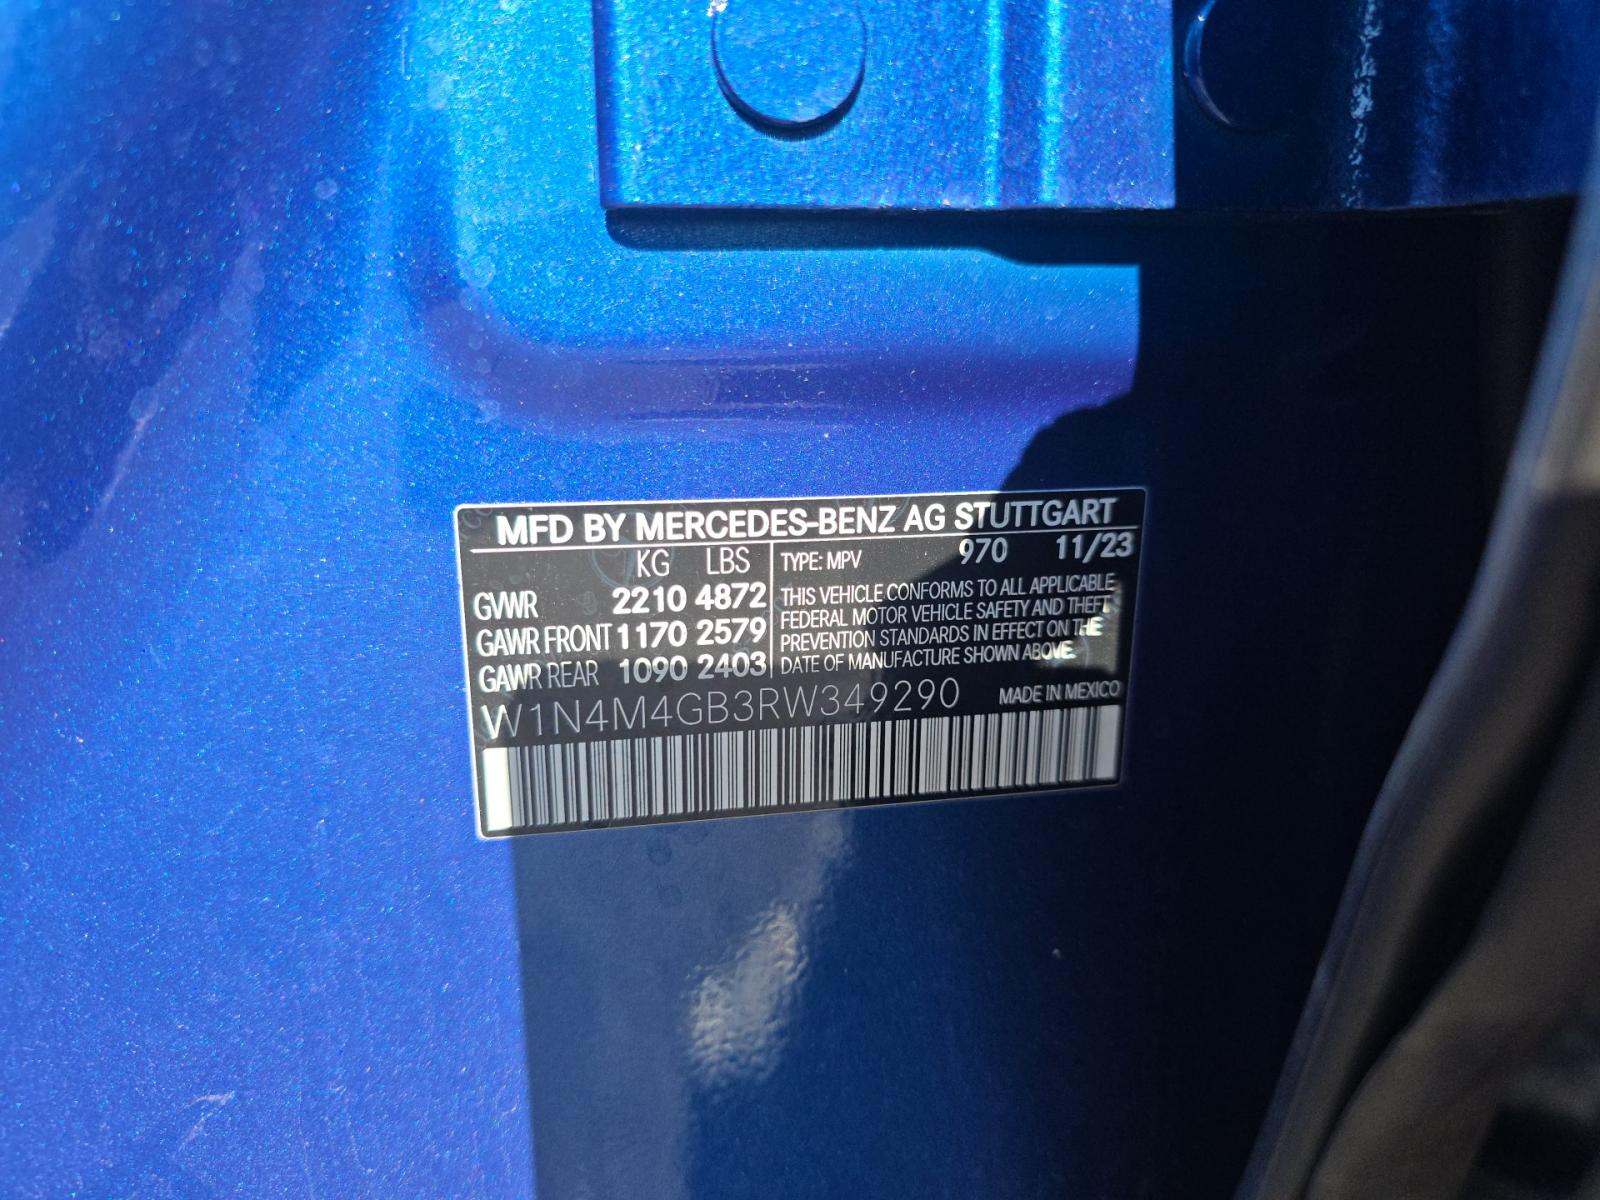 MFD BY MERCEDES-BENZ AG STUTTGART
KG LBS
GVWR 2210 4872
GAWR FRONT 1170 2579
GAWR REAR 1090 2403
TYPE: MPV 970 11/23
THIS VEHICLE CONFORMS TO ALL APPLICABLE
FEDERAL MOTOR VEHICLE SAFETY AND THEFT
PREVENTION STANDARDS IN EFFECT ON THE
DATE OF MANUFACTURE SHOWN ABOVE.
W1N4M4GB3RW349290 MADE IN MEXICO